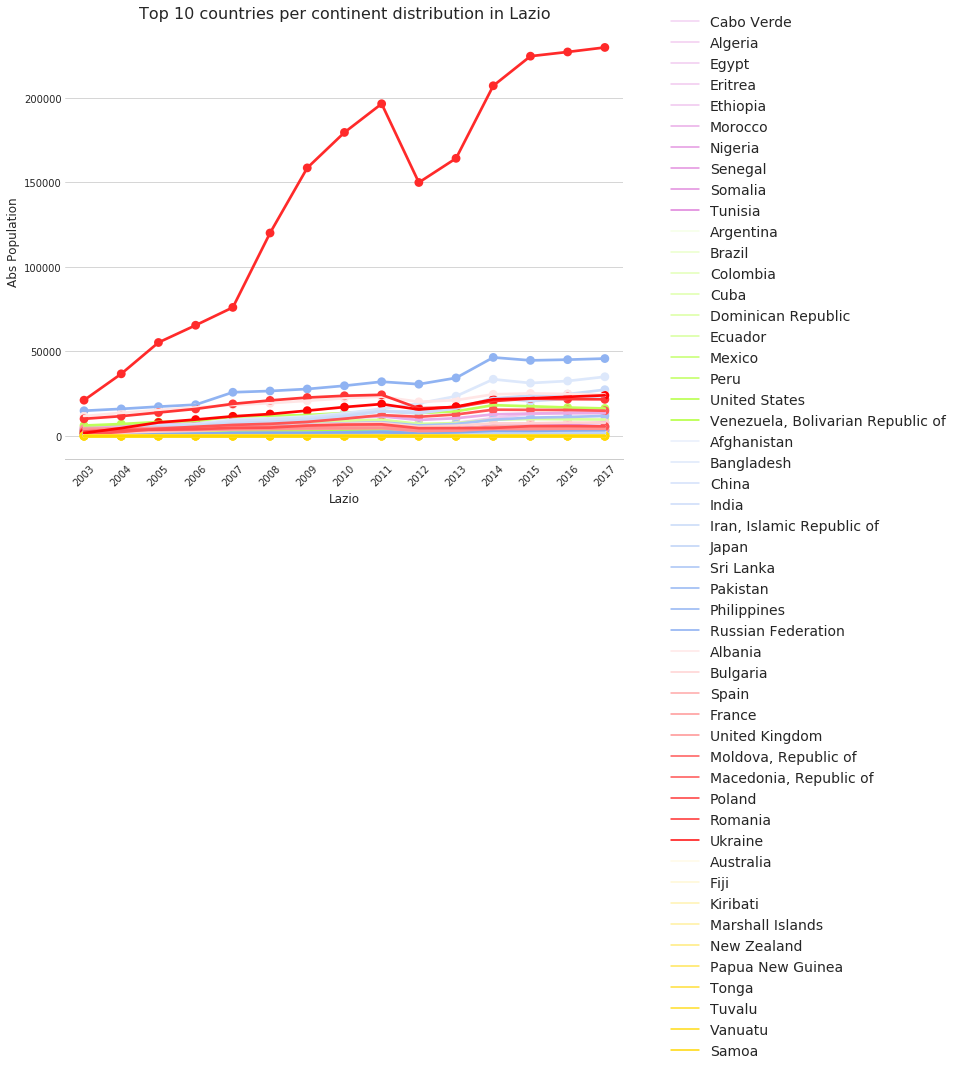 Top 10 countries per continent distribution in Lazio
Abs Population
200000
150000
100000
50000
0
2003
2004
2005
2006
2007
2008
2009
2010
2011
2012
2013
2014
2015
2016
2017
Lazio
Cabo Verde
Algeria
Egypt
Eritrea
Ethiopia
Morocco
Nigeria
Senegal
Somalia
Tunisia
Argentina
Brazil
Colombia
Cuba
Dominican Republic
Ecuador
Mexico
Peru
United States
Venezuela, Bolivarian Republic of
Afghanistan
Bangladesh
China
India
Iran, Islamic Republic of
Japan
Sri Lanka
Pakistan
Philippines
Russian Federation
Albania
Bulgaria
Spain
France
United Kingdom
Moldova, Republic of
Macedonia, Republic of
Poland
Romania
Ukraine
Australia
Fiji
Kiribati
Marshall Islands
New Zealand
Papua New Guinea
Tonga
Tuvalu
Vanuatu
Samoa